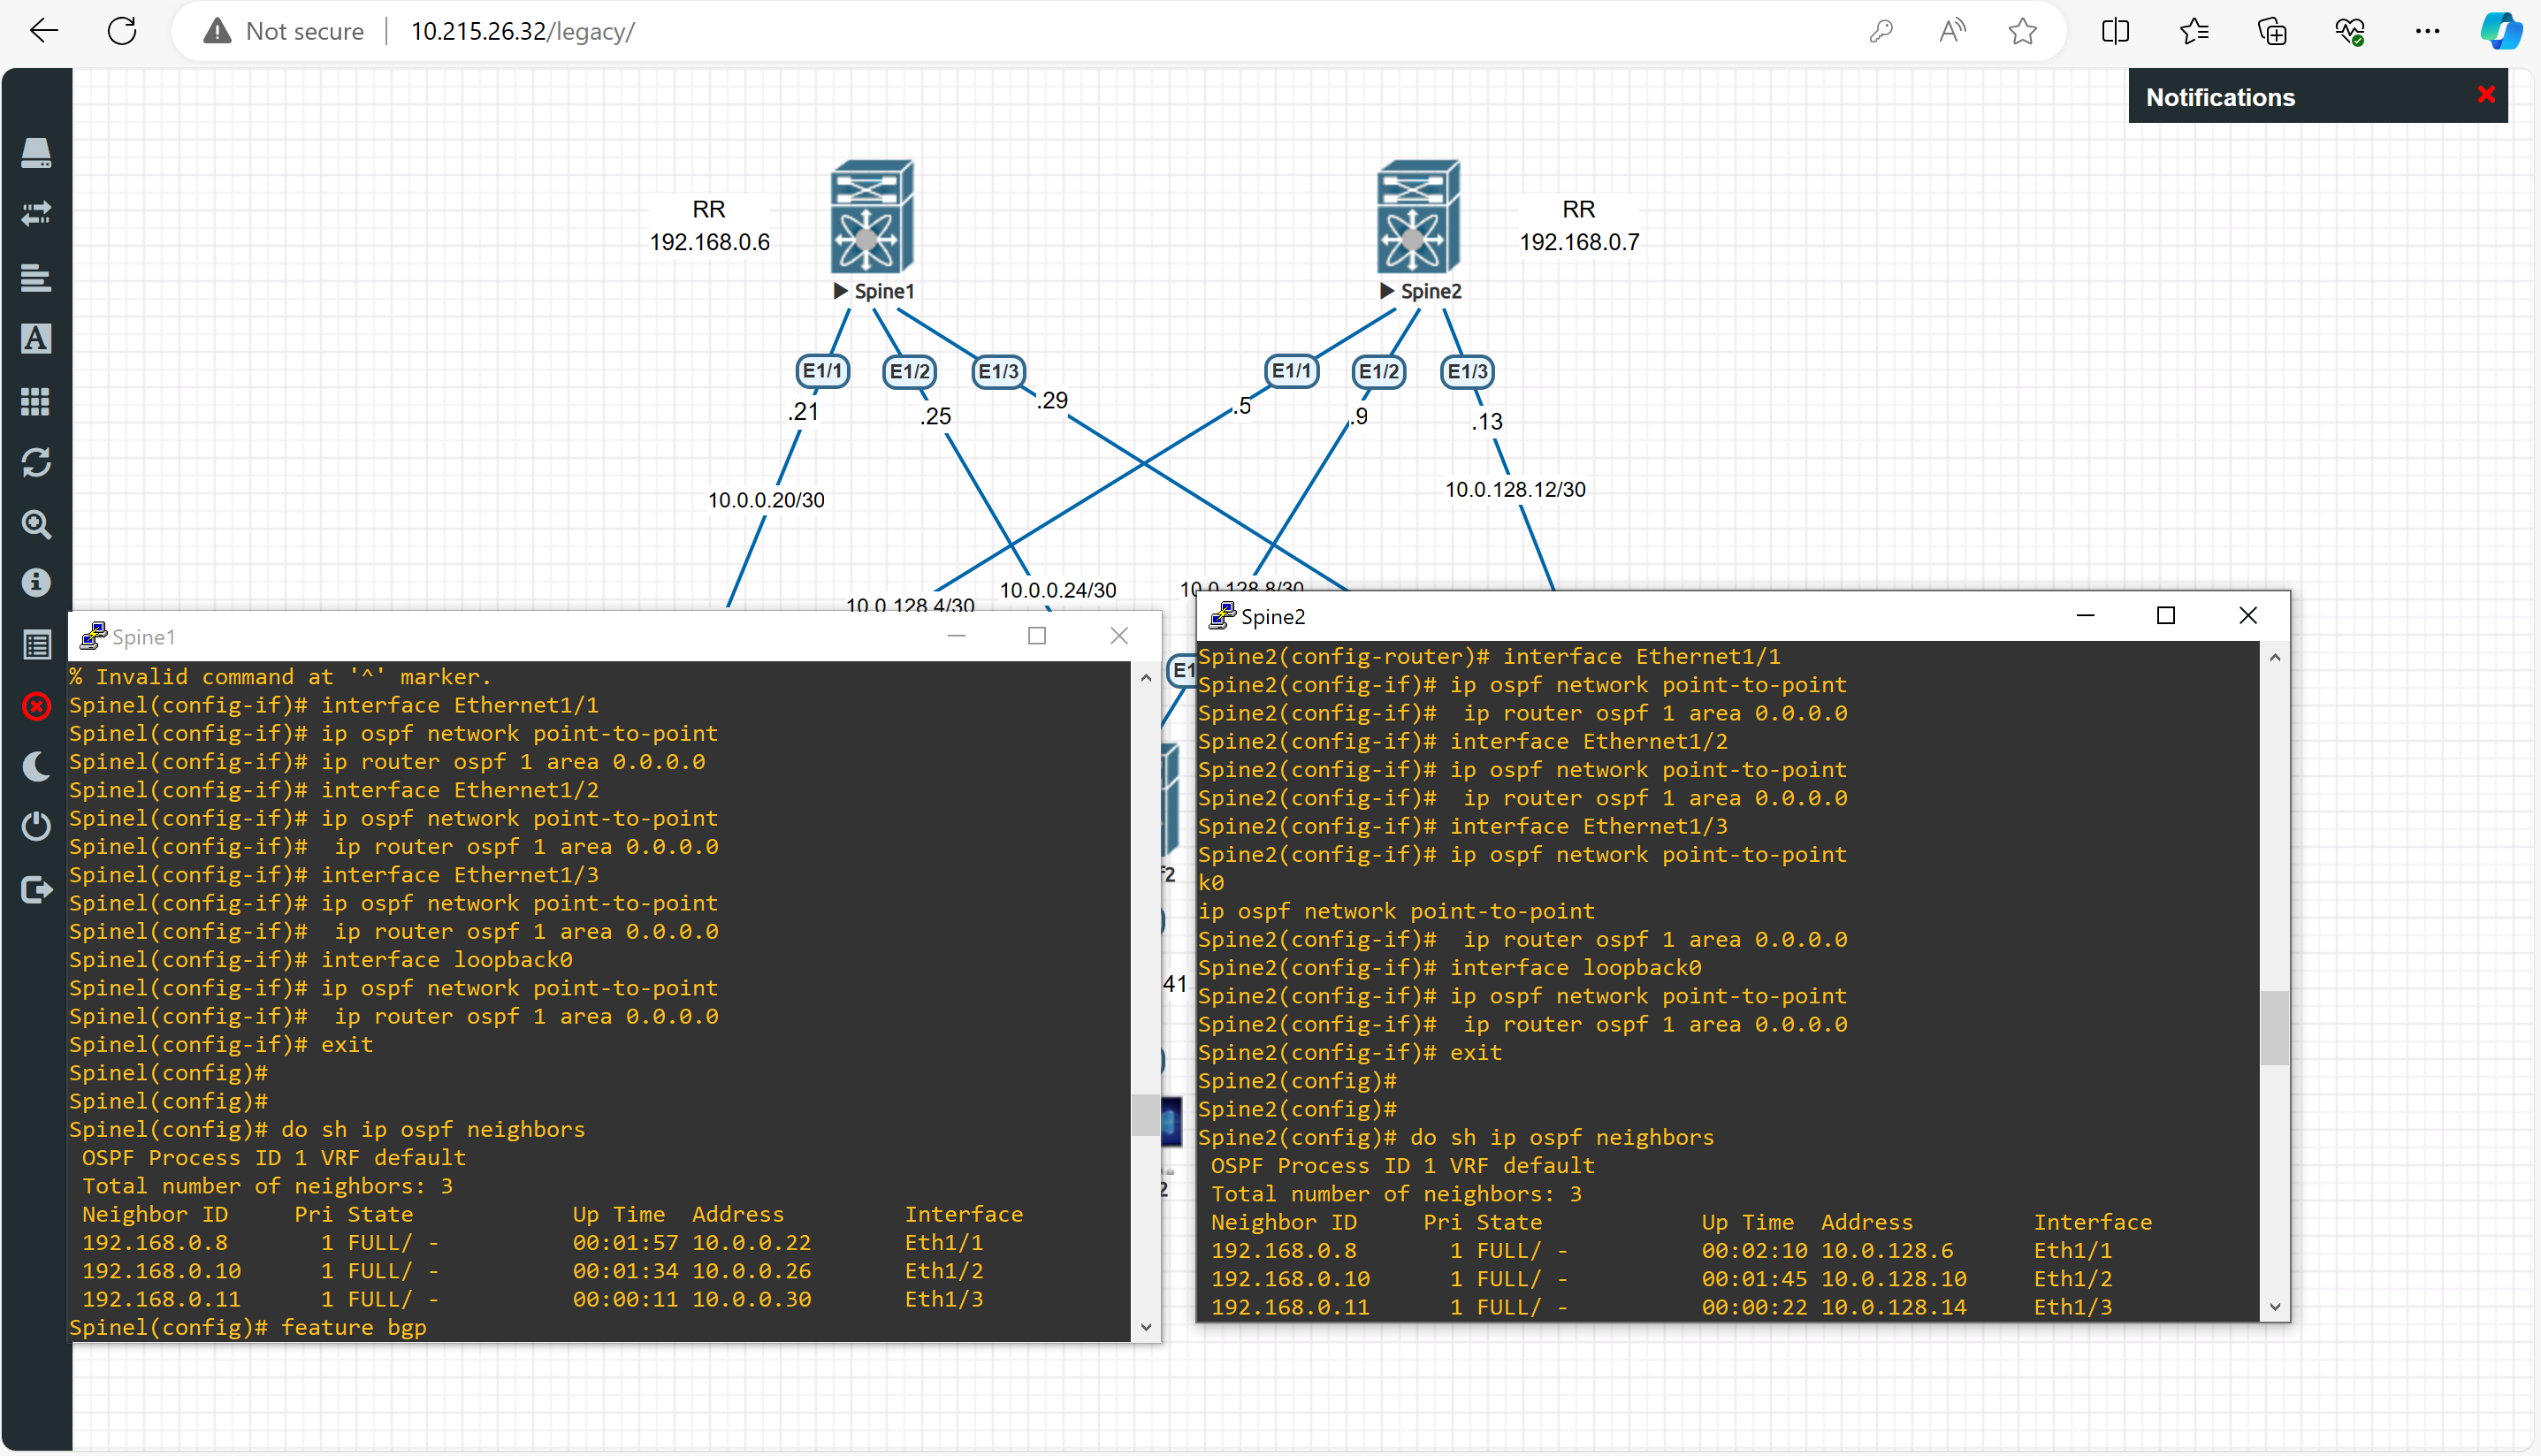 Not secure
10.215.26.32/legacy/
Notifications
RR
192.168.0.6
Spine1
RR
192.168.0.7
Spine2
E1/1
E1/2
E1/3
E1/1
E1/2
E1/3
.21
.25
.29
.5
.9
.13
10.0.0.20/30
10.0.128.12/30
10.0.128.4/30
10.0.0.24/30
10.0.128.8/30
E1
f2
41
2
Spine1
% Invalid command at '^' marker.
Spine1(config-if)# interface Ethernet1/1
Spine1(config-if)# ip ospf network point-to-point
Spine1(config-if)# ip router ospf 1 area 0.0.0.0
Spine1(config-if)# interface Ethernet1/2
Spine1(config-if)# ip ospf network point-to-point
Spine1(config-if)#  ip router ospf 1 area 0.0.0.0
Spine1(config-if)# interface Ethernet1/3
Spine1(config-if)# ip ospf network point-to-point
Spine1(config-if)#  ip router ospf 1 area 0.0.0.0
Spine1(config-if)# interface loopback0
Spine1(config-if)# ip ospf network point-to-point
Spine1(config-if)#  ip router ospf 1 area 0.0.0.0
Spine1(config-if)# exit
Spine1(config)#
Spine1(config)#
Spine1(config)# do sh ip ospf neighbors
OSPF Process ID 1 VRF default
Total number of neighbors: 3
Neighbor ID     Pri State            Up Time  Address         Interface
192.168.0.8       1 FULL/ -          00:01:57 10.0.0.22       Eth1/1
192.168.0.10      1 FULL/ -          00:01:34 10.0.0.26       Eth1/2
192.168.0.11      1 FULL/ -          00:00:11 10.0.0.30       Eth1/3
Spine1(config)# feature bgp
Spine2
Spine2(config-router)# interface Ethernet1/1
Spine2(config-if)# ip ospf network point-to-point
Spine2(config-if)#  ip router ospf 1 area 0.0.0.0
Spine2(config-if)# interface Ethernet1/2
Spine2(config-if)# ip ospf network point-to-point
Spine2(config-if)#  ip router ospf 1 area 0.0.0.0
Spine2(config-if)# interface Ethernet1/3
Spine2(config-if)# ip ospf network point-to-point
k0
ip ospf network point-to-point
Spine2(config-if)#  ip router ospf 1 area 0.0.0.0
Spine2(config-if)# interface loopback0
Spine2(config-if)# ip ospf network point-to-point
Spine2(config-if)#  ip router ospf 1 area 0.0.0.0
Spine2(config-if)# exit
Spine2(config)#
Spine2(config)#
Spine2(config)# do sh ip ospf neighbors
OSPF Process ID 1 VRF default
Total number of neighbors: 3
Neighbor ID     Pri State            Up Time  Address         Interface
192.168.0.8       1 FULL/ -          00:02:10 10.0.128.6      Eth1/1
192.168.0.10      1 FULL/ -          00:01:45 10.0.128.10     Eth1/2
192.168.0.11      1 FULL/ -          00:00:22 10.0.128.14     Eth1/3